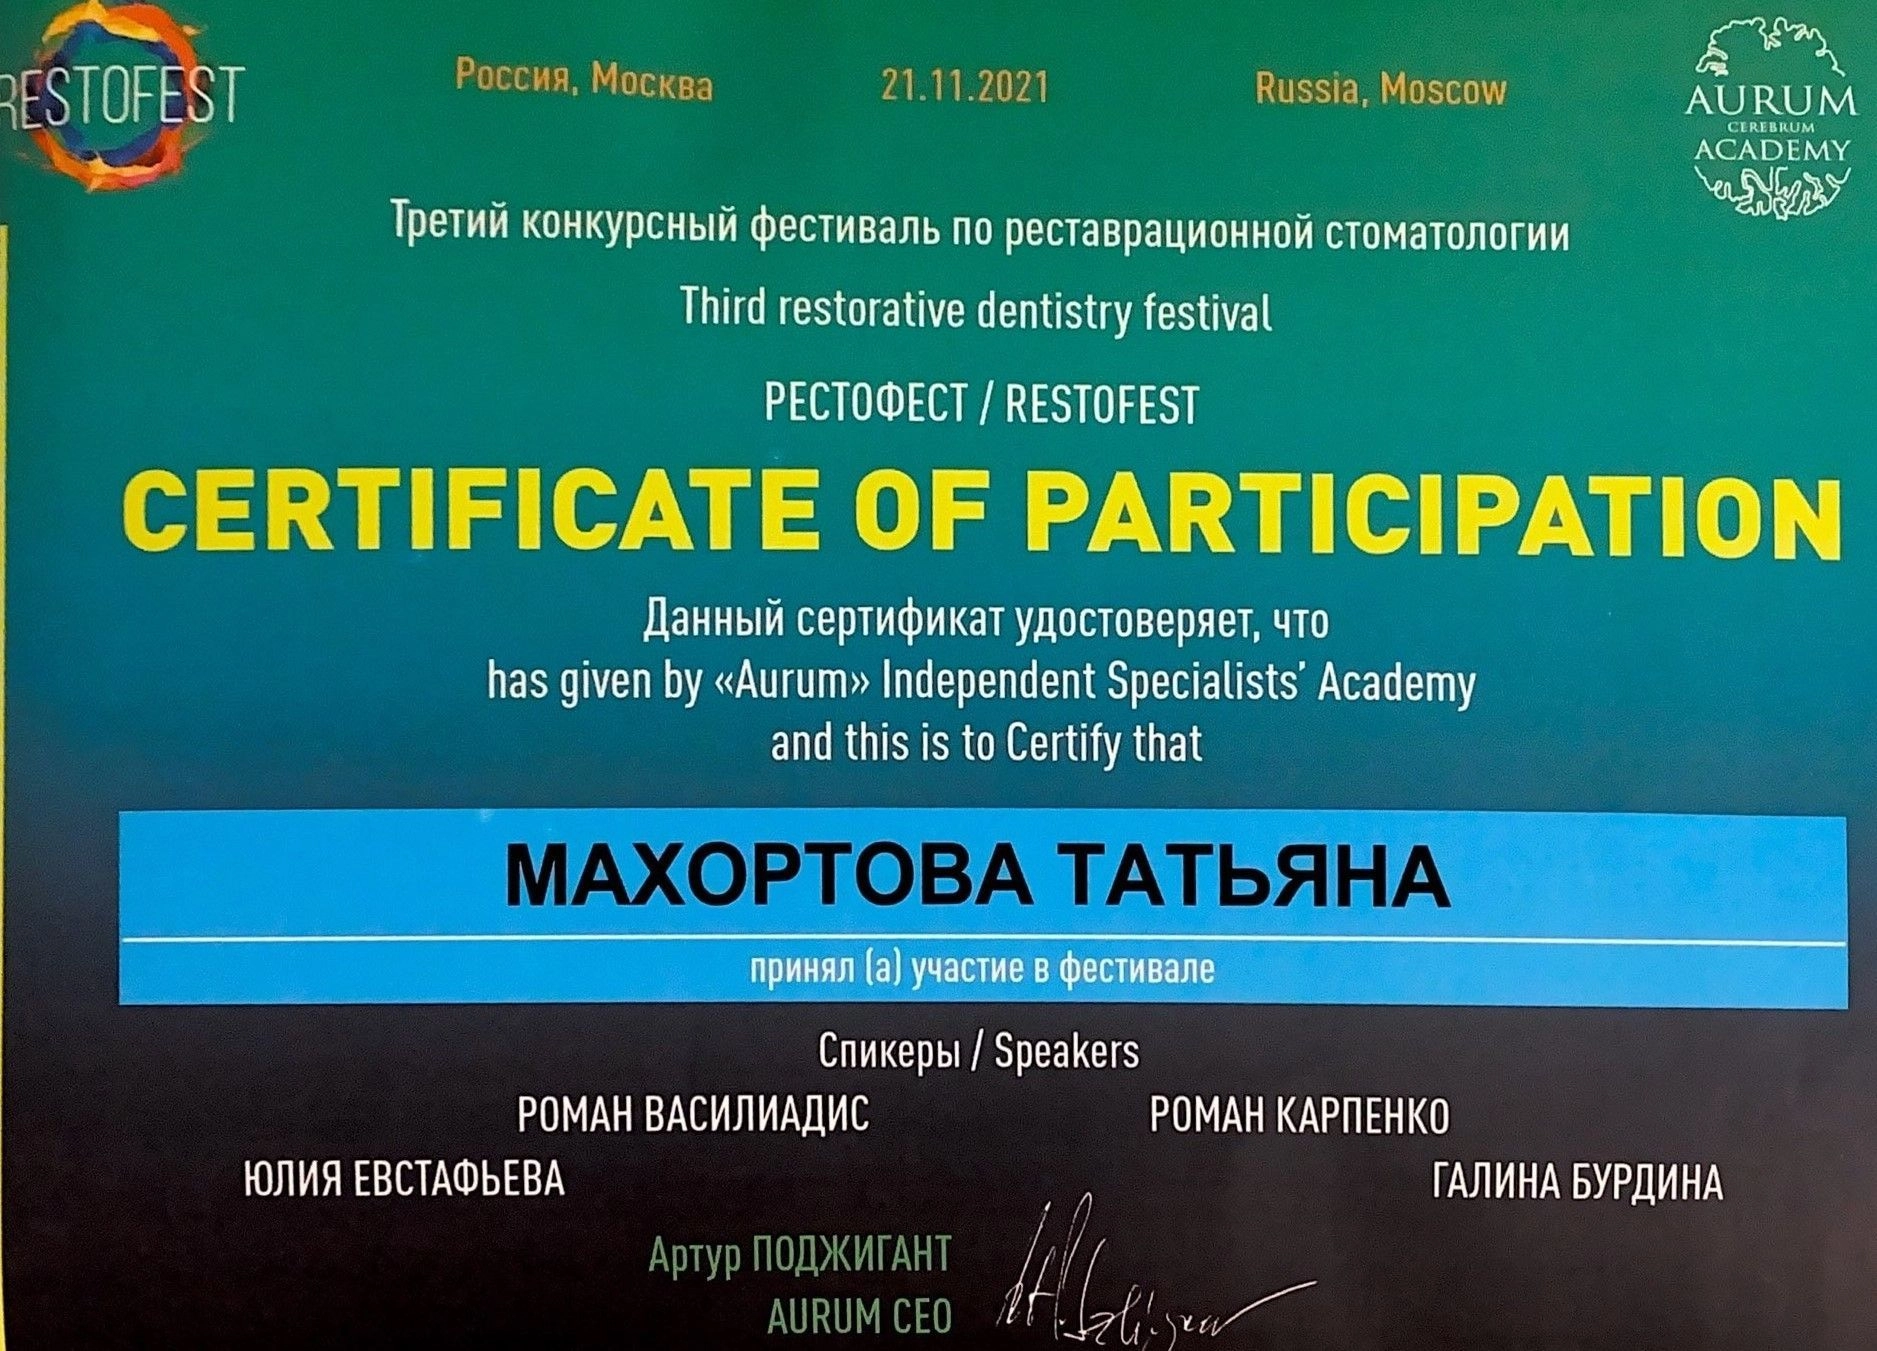 RESTOFEST
Россия, Москва
21.11.2021
Russia, Moscow
AURUM
CEREBRUM
ACADEMY
Третий конкурсный фестиваль по реставрационной стоматологии
Third restorative dentistry festival
РЕСТОФЕСТ / RESTOFEST
CERTIFICATE OF PARTICIPATION
Данный сертификат удостоверяет, что
has given by «Aurum» Independent Specialists’ Academy
and this is to Certify that
МАХОРТОВА ТАТЬЯНА
принял (а) участие в фестивале
Спикеры / Speakers
РОМАН ВАСИЛИАДИС
РОМАН КАРПЕНКО
ЮЛИЯ ЕВСТАФЬЕВА
ГАЛИНА БУРДИНА
Артур ПОДЖИГАНТ
AURUM CEO